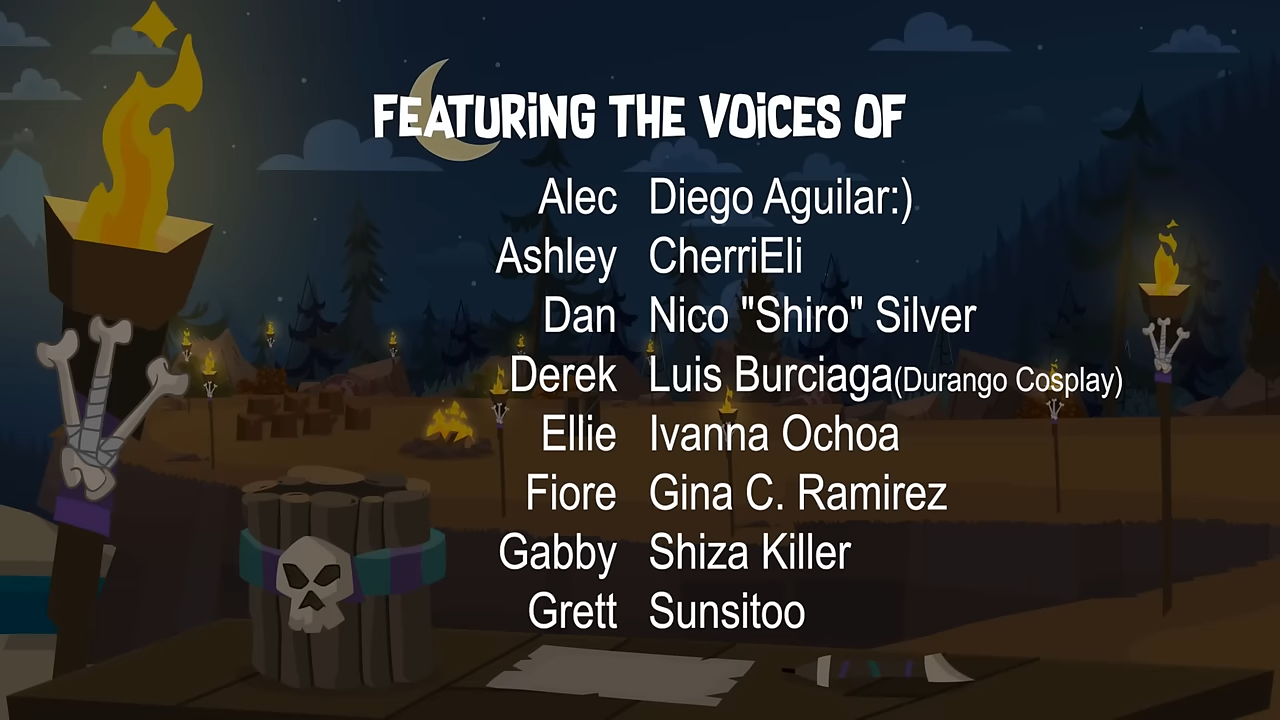 FEATURING THE VOICES OF
Alec Diego Aguilar:)
Ashley CherriEli
Dan Nico "Shiro" Silver
Derek Luis Burciaga(Durango Cosplay)
Ellie Ivanna Ochoa
Fiore Gina C. Ramirez
Gabby Shiza Killer
Grett Sunsitoo